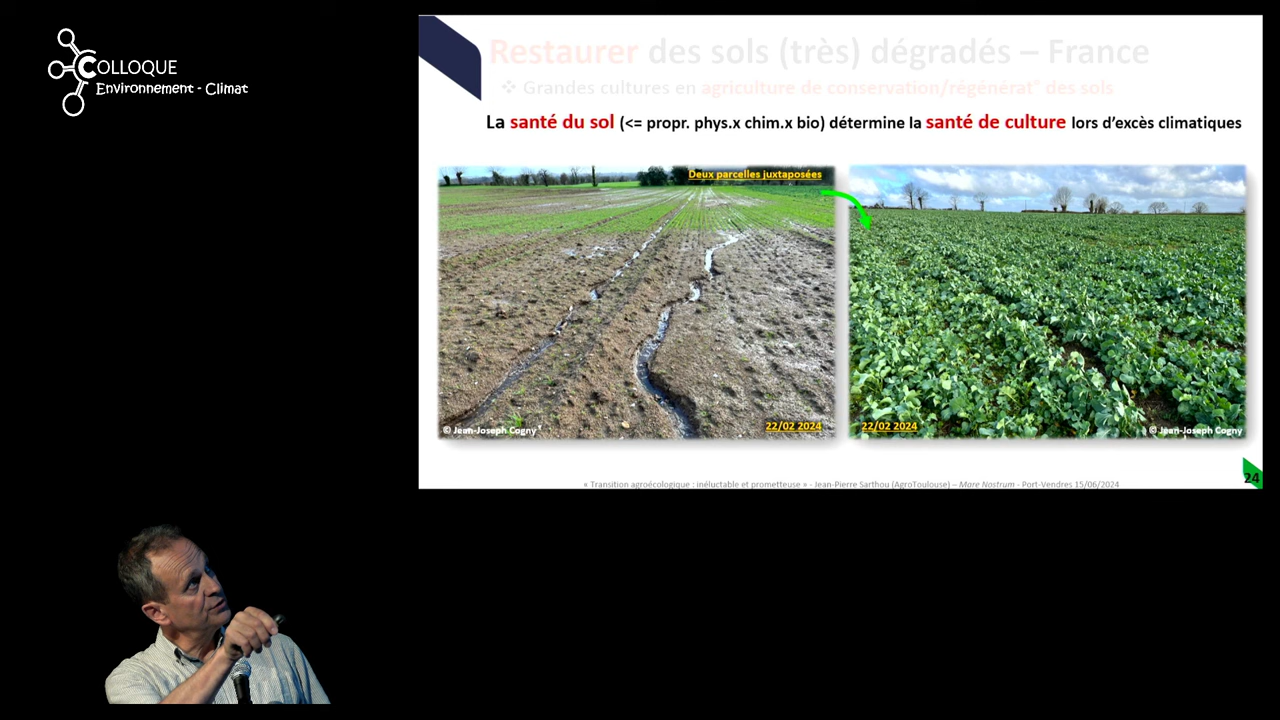 COLLOQUE
Environnement - Climat
Restaurer des sols (très) dégradés – France
❖ Grandes cultures en agriculture de conservation/régénérat° des sols
La santé du sol (<= propr. phys.x chim.x bio) détermine la santé de culture lors d'excès climatiques
Deux parcelles juxtaposées
© Jean-Joseph Cogny
22/02 2024
22/02 2024
© Jean-Joseph Cogny
24
« Transition agroécologique : inéluctable et prometteuse » - Jean-Pierre Sarthou (AgroToulouse) – Mare Nostrum - Port-Vendres 15/06/2024